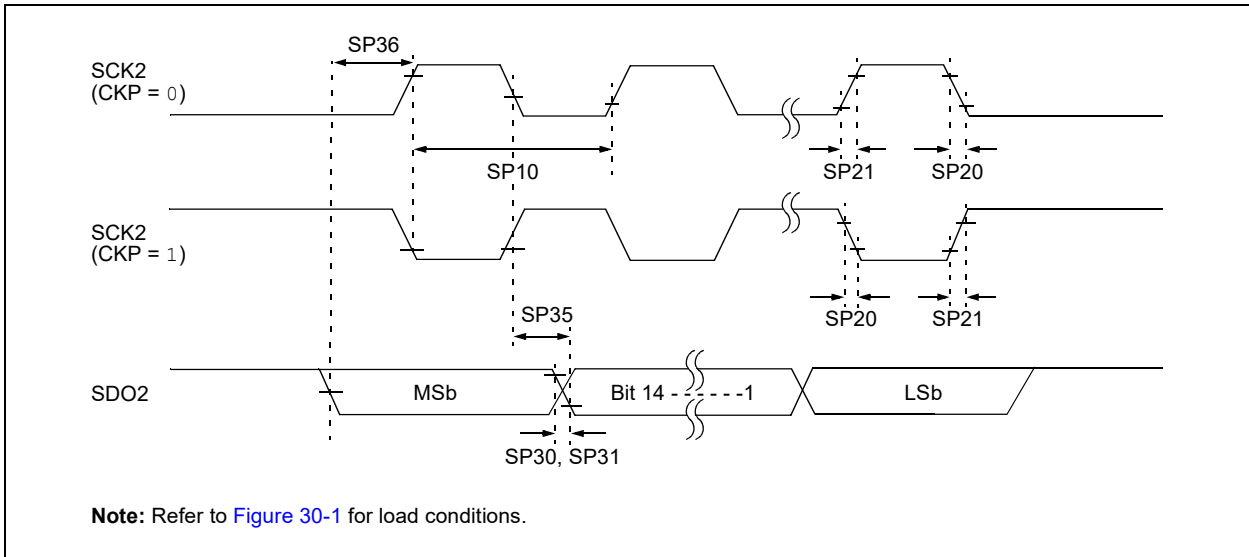 SP36
SCK2
(CKP = 0)
SP10
SP21
SP20
SCK2
(CKP = 1)
SP35
SP20
SP21
SDO2
MSb
Bit 14 - - - - - -1
LSb
SP30, SP31
Note: Refer to Figure 30-1 for load conditions.